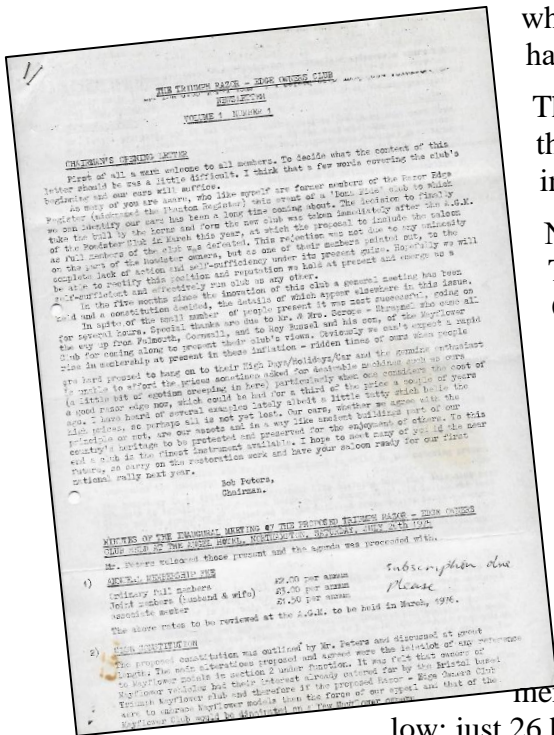 1/
THE TRIUMPH RAZOR - EDGE OWNERS CLUB
NEWSLETTER
VOLUME 1 NUMBER 1
CHAIRMAN'S OPENING LETTER
First of all a warm welcome to all members. To decide what the content of this
letter should be was a little difficult. I think that a few words covering the club's
beginning and our cars will suffice.
As many of you are aware, who like myself are former members of the Razor Edge
Register (nicknamed the Phanton Register) this event of a 'Bona Fide' club to which
we can identify our cars has been a long time coming about. The decision to finally
take the bull by the horns and form the new club was taken immediately after the A.G.M.
of the Roadster Club in March this year, at which the proposal to include the saloon
as full members of the club was defeated. This rejection was not due to any animosity
on the part of the Roadster owners, but as one of their members pointed out, to the
complete lack of action and self-sufficiency under its present guise. Hopefully we will
be able to rectify this position and reputation we hold at present and emerge as a
self-sufficient and effectively run club as any other.
In the five months since the inovation of this club a general meeting has been
held and a constitution decided, the details of which appear elsewhere in this issue.
In spite of the small number of people present it was most successful, going on
for several hours. Special thanks are due to Mr. & Mrs. Scrope - Shrapnel who came all
the way up from Falmouth, Cornwall, and to Roy Russel and his son, of the Mayflower
Club for coming along to present their club's views. Obviously we can't expect a rapid
rise in membership at present in these inflation - ridden times of ours when people
are hard pressed to hang on to their High Days/Holidays/Car and the genuine enthusiast
is unable to afford the prices sometimes asked for desirable machines such as ours
(a little bit of egotism creeping in here) particularly when one considers the cost of
a good razor edge now, which could be had for a third of the price a couple of years
ago. I have heard of several examples lately albeit a little tatty which belie the
high prices, so perhaps all is not yet lost. Our cars, whether we agree with the
principle or not, are our assets and in a way like ancient buildings part of our
country's heritage to be protected and preserved for the enjoyment of others. To this
end a club is the finest instrument available. I hope to meet many of you in the near
future, so carry on the restoration work and have your saloon ready for our first
national rally next year.
Bob Peters,
Chairman.
MINUTES OF THE INAUGURAL MEETING OF THE PROPOSED TRIUMPH RAZOR - EDGE OWNERS
CLUB HELD AT THE ANGEL HOTEL, NORTHAMPTON, SATURDAY, JULY 1975
Mr. Peters welcomed those present and the agenda was proceeded with.
1) ANNUAL MEMBERSHIP FEE
Ordinary full members £2.00 per annum
Joint members (husband & wife) £3.00 per annum
Associate member £1.50 per annum
Subscription due
Please
The above rates to be reviewed at the A.G.M. to be held in March, 1976.
2) CLUB CONSTITUTION
The proposed constitution was outlined by Mr. Peters and discussed at great
length. The main alterations proposed and agreed were the deletion of any reference
to Mayflower models in section 2 under function. It was felt that owners of
Mayflower vehicles had their interest already catered for by the Bristol based
Triumph Mayflower Club and therefore if the proposed Razor - Edge Owners Club
were to embrace Mayflower models then the force of our appeal and that of the
Mayflower Club would be dissipated on a few Mayflower owners.
wh
ha
Th
th
in
N
T
mer
low: just 26